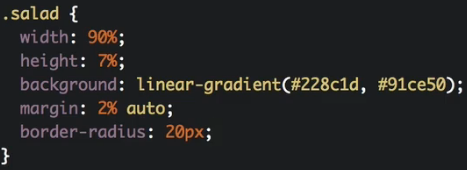 .salad {
  width: 90%;
  height: 7%;
  background: linear-gradient(#228c1d, #91ce50);
  margin: 2% auto;
  border-radius: 20px;
}